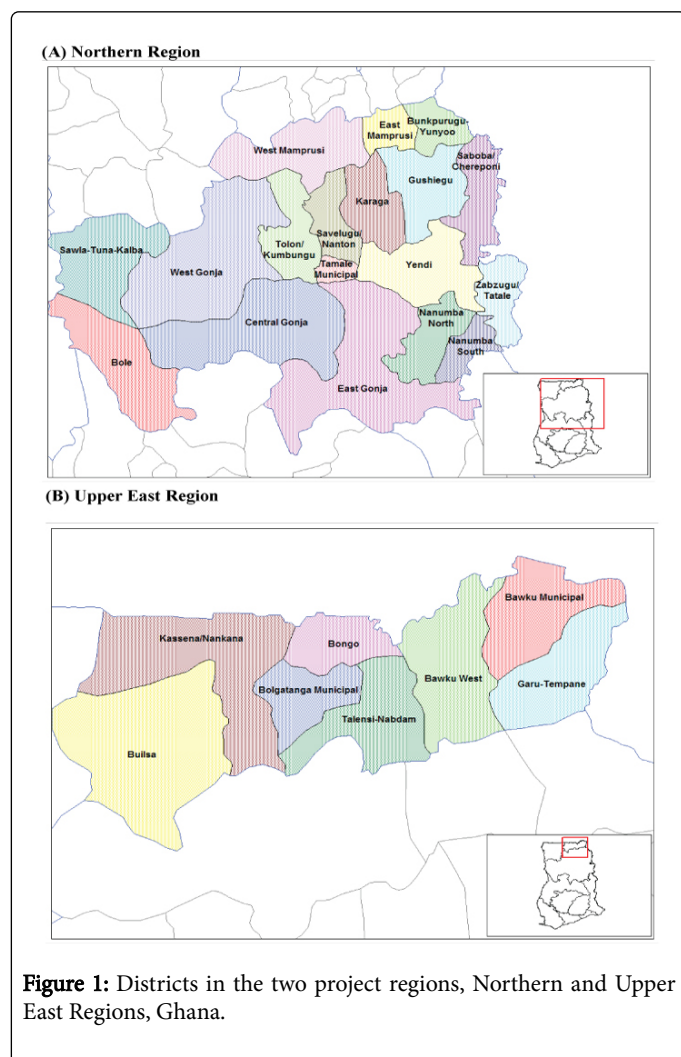 (A) Northern Region
East
Mamprusi
Bunkpurugu-
Yunyoo
West Mamprusi
Saboba/
Chereponi
Gushiegu
Karaga
Sawla-Tuna-Kalba...
West Gonja
Tolon/
Kumbungu
Savelugu/
Nanton
Tamale
Municipal
Yendi
Zabzugu/
Tatale
Central Gonja
Nanumba
North
Nanumba
South
Bole
East Gonja
(B) Upper East Region
Bawku Municipal
Kassena/Nankana
Bongo
Bolgatanga Municipal
Bawku West
Garu-Tempane
Talensi-Nabdam
Builsa
Figure 1: Districts in the two project regions, Northern and Upper
East Regions, Ghana.